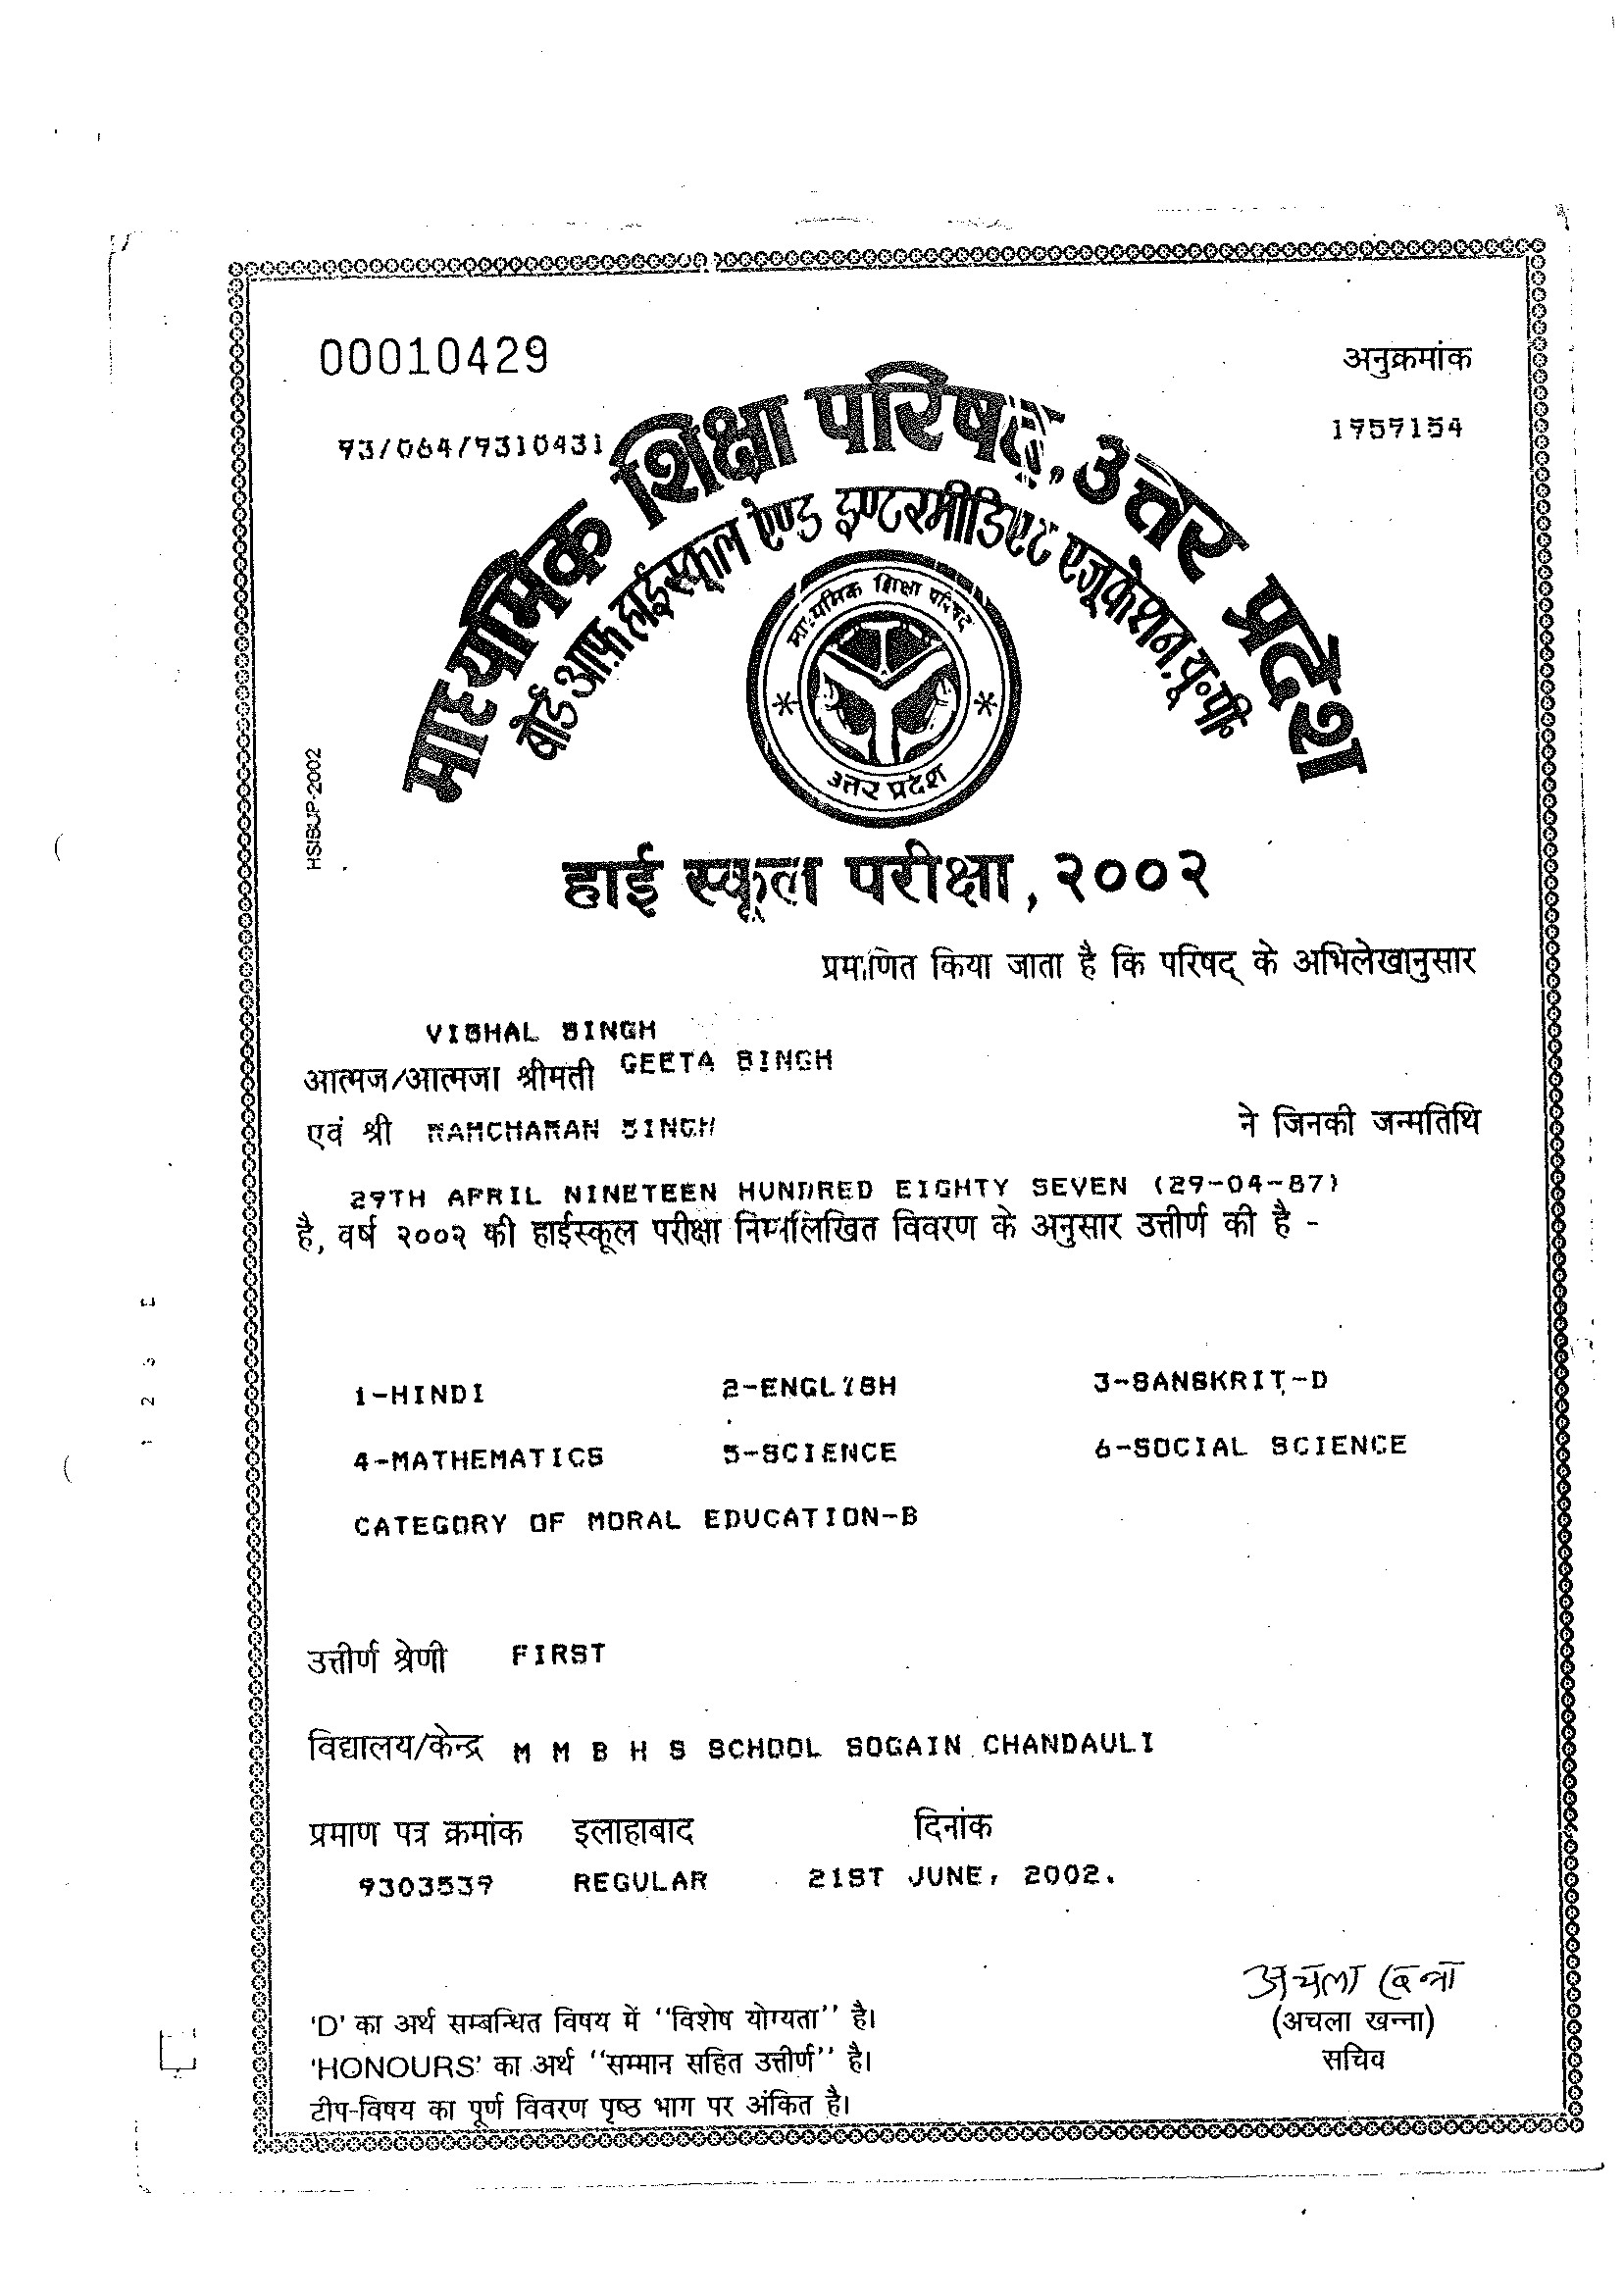 00010429
अनुक्रमांक
93/064/9310431
1959154
माध्यमिक शिक्षा परिषद्, उत्तर प्रदेश
बोर्ड आफ़ हाईस्कूल ऐण्ड इण्टरमीडिएट एजूकेशन, यू०पी०
माध्यमिक शिक्षा परिषद
उत्तर प्रदेश
HSIBUP-2002
हाई स्कूल परीक्षा, २००२
प्रमाणित किया जाता है कि परिषद् के अभिलेखानुसार
VISHAL SINGH
आत्मज/आत्मजा श्रीमती GEETA SINGH
एवं श्री RAMCHARAN SINGH ने जिनकी जन्मतिथि
29TH APRIL NINETEEN HUNDRED EIGHTY SEVEN (29-04-87)
है, वर्ष २००२ की हाईस्कूल परीक्षा निम्नलिखित विवरण के अनुसार उत्तीर्ण की है -
1-HINDI 2-ENGLISH 3-SANSKRIT-D
4-MATHEMATICS 5-SCIENCE 6-SOCIAL SCIENCE
CATEGORY OF MORAL EDUCATION-B
उत्तीर्ण श्रेणी FIRST
विद्यालय/केन्द्र M M B H S SCHOOL SOGAIN CHANDAULI
प्रमाण पत्र क्रमांक इलाहाबाद दिनांक
9303539 REGULAR 21ST JUNE, 2002.
अचला खन्ना
'D' का अर्थ सम्बन्धित विषय में "विशेष योग्यता" है।
(अचला खन्ना)
'HONOURS' का अर्थ "सम्मान सहित उत्तीर्ण" है।
सचिव
टीप-विषय का पूर्ण विवरण पृष्ठ भाग पर अंकित है।